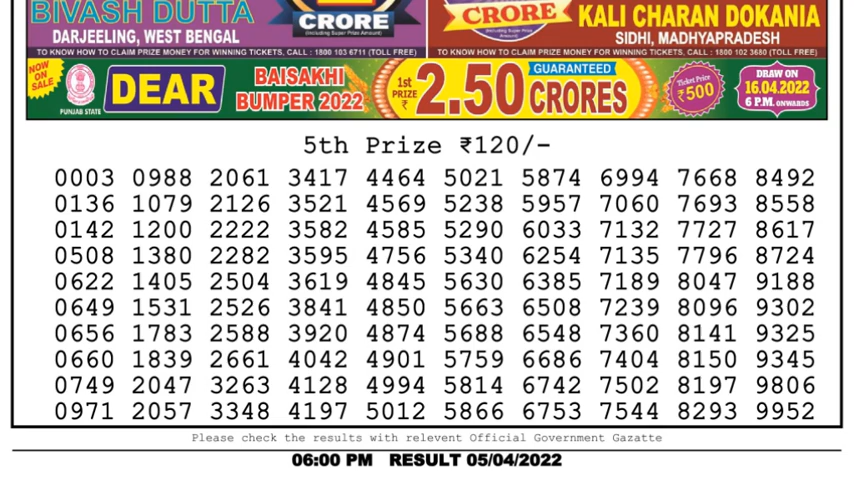 BIVASH DUTTA
DARJEELING, WEST BENGAL
CRORE
(Including Super Prize Amount)
TO KNOW HOW TO CLAIM PRIZE MONEY FOR WINNING TICKETS, CALL : 1800 103 6711 (TOLL FREE)
CRORE
(Including Super Prize Amount)
KALI CHARAN DOKANIA
SIDHI, MADHYAPRADESH
TO KNOW HOW TO CLAIM PRIZE MONEY FOR WINNING TICKETS, CALL : 1800 102 3680 (TOLL FREE)
NOW ON SALE
PUNJAB STATE
DEAR
BAISAKHI
BUMPER 2022
1st PRIZE ₹
2.50
GUARANTEED
CRORES
Ticket Price
₹500
DRAW ON
16.04.2022
6 P.M. ONWARDS
5th Prize ₹120/-
0003 0988 2061 3417 4464 5021 5874 6994 7668 8492
0136 1079 2126 3521 4569 5238 5957 7060 7693 8558
0142 1200 2222 3582 4585 5290 6033 7132 7727 8617
0508 1380 2282 3595 4756 5340 6254 7135 7796 8724
0622 1405 2504 3619 4845 5630 6385 7189 8047 9188
0649 1531 2526 3841 4850 5663 6508 7239 8096 9302
0656 1783 2588 3920 4874 5688 6548 7360 8141 9325
0660 1839 2661 4042 4901 5759 6686 7404 8150 9345
0749 2047 3263 4128 4994 5814 6742 7502 8197 9806
0971 2057 3348 4197 5012 5866 6753 7544 8293 9952
Please check the results with relevent Official Government Gazatte
06:00 PM RESULT 05/04/2022